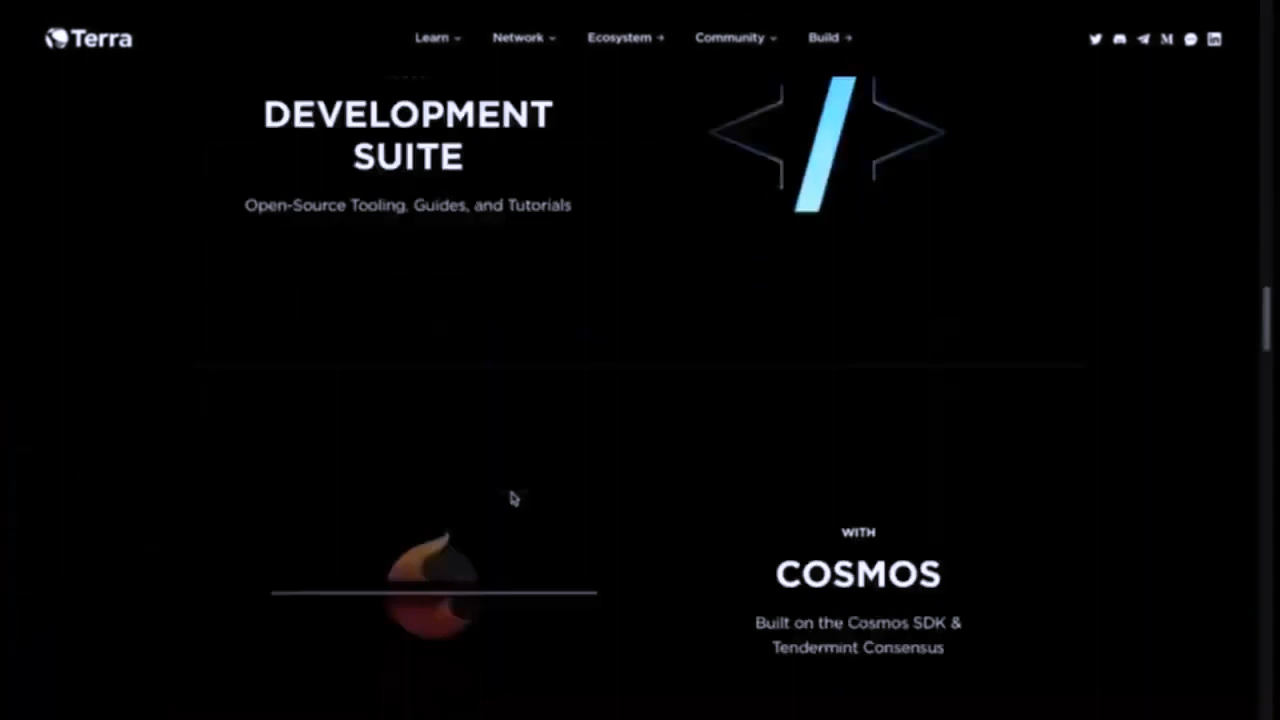 Terra
Learn
Network
Ecosystem
Community
Build
DEVELOPMENT
SUITE
Open-Source Tooling, Guides, and Tutorials
WITH
COSMOS
Built on the Cosmos SDK &
Tendermint Consensus